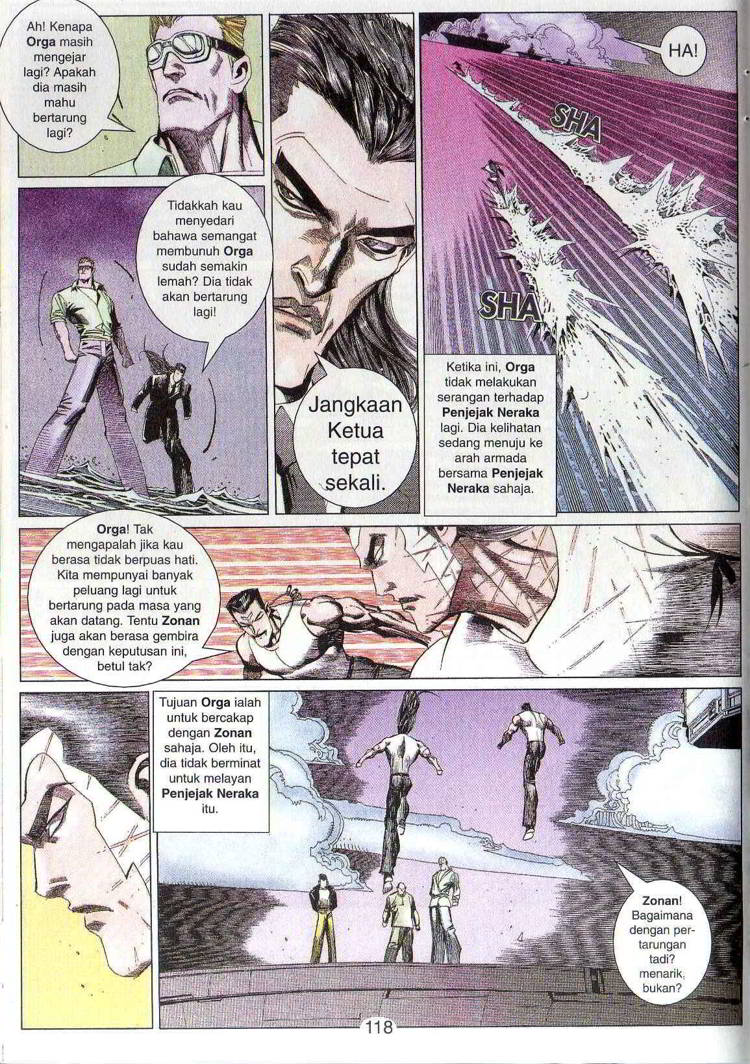 Ah! Kenapa
Orga masih
mengejar
lagi? Apakah
dia masih
mahu
bertarung
lagi?
Tidakkah kau
menyedari
bahawa semangat
membunuh Orga
sudah semakin
lemah? Dia tidak
akan bertarung
lagi!
Jangkaan
Ketua
tepat
sekali.
HA!
SHA
SHA
Ketika ini, Orga
tidak melakukan
serangan terhadap
Penjejak Neraka
lagi. Dia kelihatan
sedang menuju ke
arah armada
bersama Penjejak
Neraka sahaja.
Orga! Tak
mengapalah jika kau
berasa tidak berpuas hati.
Kita mempunyai banyak
peluang lagi untuk
bertarung pada masa yang
akan datang. Tentu Zonan
juga akan berasa gembira
dengan keputusan ini,
betul tak?
Tujuan Orga ialah
untuk bercakap
dengan Zonan
sahaja. Oleh itu,
dia tidak berminat
untuk melayan
Penjejak Neraka
itu.
Zonan!
Bagaimana
dengan per-
tarungan
tadi?
menarik,
bukan?
118